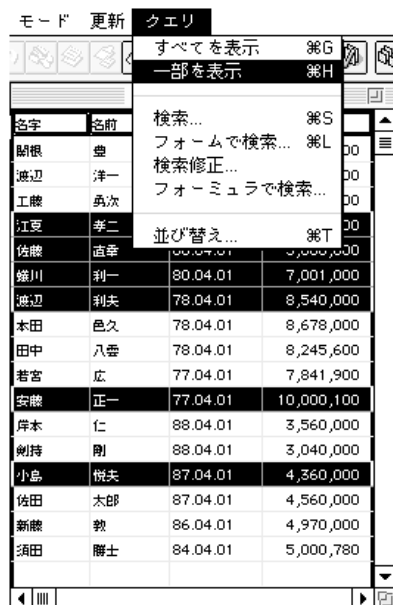 モード 更新 クエリ
すべてを表示 ⌘G
一部を表示 ⌘H
検索... ⌘S
フォームで検索... ⌘L
検索修正...
フォーミュラで検索...
並び替え... ⌘T
名字 名前
関根 豊 00
渡辺 洋一 00
工藤 勇次 00
江夏 孝二 00
佐藤 直幸
蜷川 利一 80.04.01 7,001,000
渡辺 利夫 78.04.01 8,540,000
本田 邑久 78.04.01 8,678,000
田中 八雲 78.04.01 8,245,600
若宮 広 77.04.01 7,841,900
安藤 正一 77.04.01 10,000,100
岸本 仁 88.04.01 3,560,000
剣持 剛 88.04.01 3,040,000
小島 悦夫 87.04.01 4,360,000
佐田 太郎 87.04.01 4,560,000
新藤 敦 86.04.01 4,970,000
須田 勝士 84.04.01 5,000,780